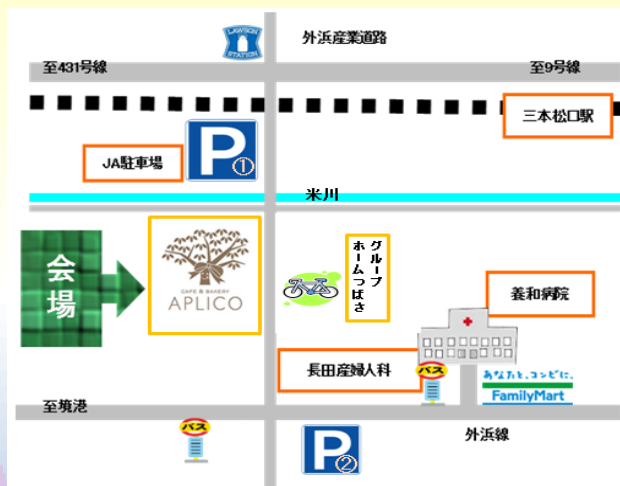 LAWSON
STATION
外浜産業道路
至431号線
至9号線
三本松口駅
JA駐車場
P①
米川
会場
CAFE & BAKERY
APLICO
グループ
ホームつばさ
養和病院
長田産婦人科
バス
あなたと、コンビに、
FamilyMart
至境港
バス
外浜線
P②